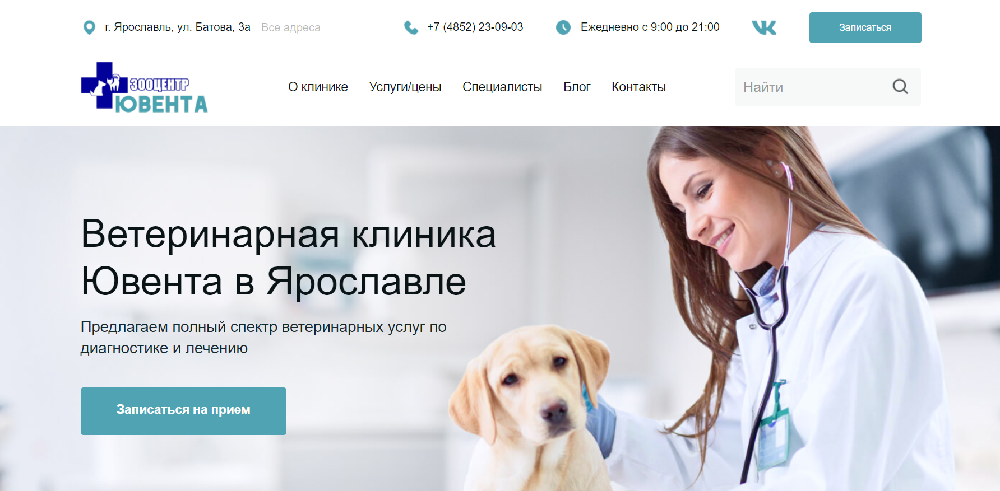 г. Ярославль, ул. Батова, 3а Все адреса +7 (4852) 23-09-03 Ежедневно с 9:00 до 21:00 Записаться
ЗООЦЕНТР
ЮВЕНТА
О клинике Услуги/цены Специалисты Блог Контакты Найти
Ветеринарная клиника
Ювента в Ярославле
Предлагаем полный спектр ветеринарных услуг по
диагностике и лечению
Записаться на прием